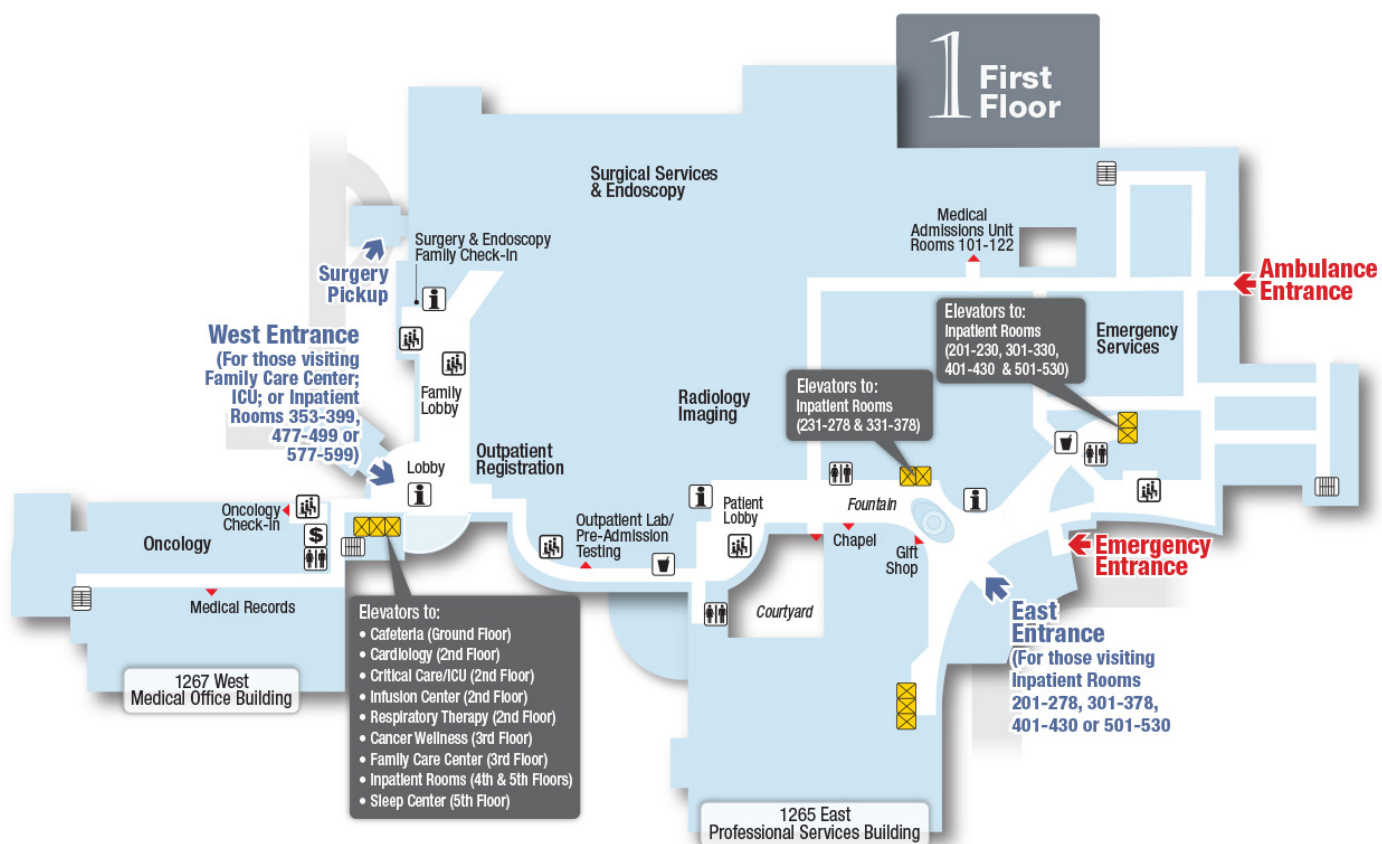 1 First
Floor
Surgical Services
& Endoscopy
Medical
Admissions Unit
Rooms 101-122
Surgery & Endoscopy
Family Check-In
Surgery
Pickup
Ambulance
Entrance
West Entrance
(For those visiting
Family Care Center;
ICU; or Inpatient
Rooms 353-399,
477-499 or
577-599)
Elevators to:
Inpatient Rooms
(201-230, 301-330,
401-430 & 501-530)
Emergency
Services
Family
Lobby
Radiology
Imaging
Elevators to:
Inpatient Rooms
(231-278 & 331-378)
Lobby
Outpatient
Registration
Oncology
Check-In
Oncology
$
Outpatient Lab/
Pre-Admission
Testing
Patient
Lobby
Fountain
Chapel
Gift
Shop
Emergency
Entrance
Medical Records
Courtyard
East
Entrance
(For those visiting
Inpatient Rooms
201-278, 301-378,
401-430 or 501-530
Elevators to:
• Cafeteria (Ground Floor)
• Cardiology (2nd Floor)
• Critical Care/ICU (2nd Floor)
• Infusion Center (2nd Floor)
• Respiratory Therapy (2nd Floor)
• Cancer Wellness (3rd Floor)
• Family Care Center (3rd Floor)
• Inpatient Rooms (4th & 5th Floors)
• Sleep Center (5th Floor)
1267 West
Medical Office Building
1265 East
Professional Services Building